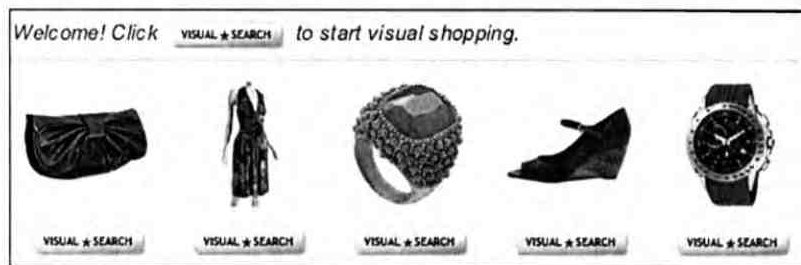 Welcome! Click VISUAL ★ SEARCH to start visual shopping.
VISUAL ★ SEARCH VISUAL ★ SEARCH VISUAL ★ SEARCH VISUAL ★ SEARCH VISUAL ★ SEARCH